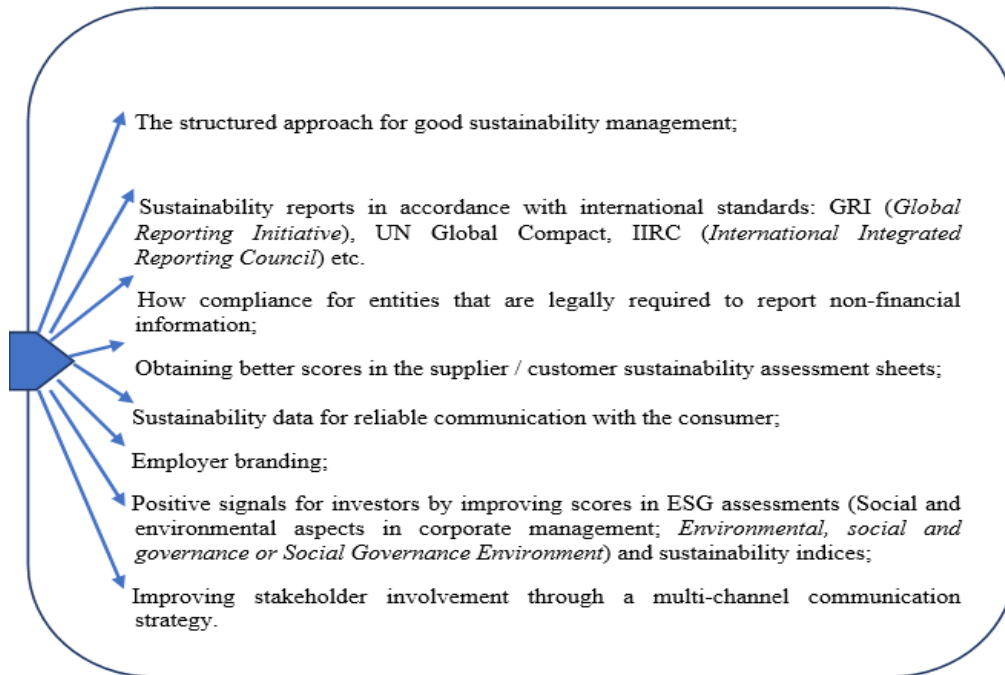 The structured approach for good sustainability management;
Sustainability reports in accordance with international standards: GRI (Global
Reporting Initiative), UN Global Compact, IIRC (International Integrated
Reporting Council) etc.
How compliance for entities that are legally required to report non-financial
information;
Obtaining better scores in the supplier / customer sustainability assessment sheets;
Sustainability data for reliable communication with the consumer;
Employer branding;
Positive signals for investors by improving scores in ESG assessments (Social and
environmental aspects in corporate management; Environmental, social and
governance or Social Governance Environment) and sustainability indices;
Improving stakeholder involvement through a multi-channel communication
strategy.